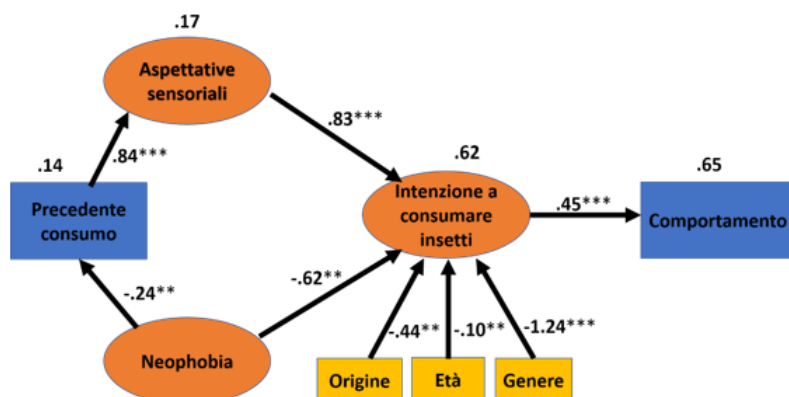 .17
Aspettative
sensoriali
.83***
.84***
.14
.62
.65
Precedente
consumo
Intenzione a
consumare
insetti
.45***
Comportamento
-.24**
-.62**
-.44**
-.10**
-1.24***
Neophobia
Origine
Età
Genere